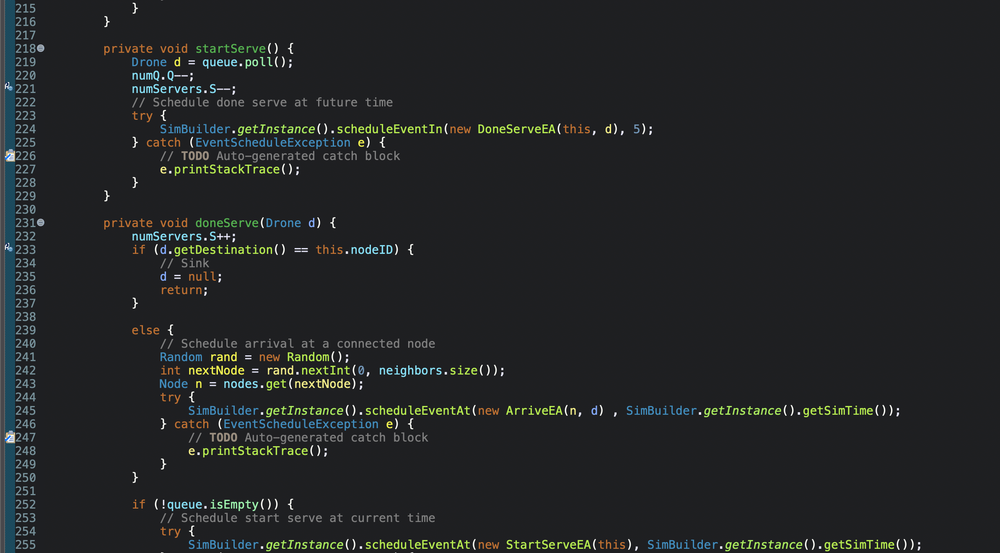 215 }
216 }
217
218 private void startServe() {
219 Drone d = queue.poll();
220 numQ.Q--;
221 numServers.S--;
222 // Schedule done serve at future time
223 try {
224 SimBuilder.getInstance().scheduleEventIn(new DoneServeEA(this, d), 5);
225 } catch (EventScheduleException e) {
226 // TODO Auto-generated catch block
227 e.printStackTrace();
228 }
229 }
230
231 private void doneServe(Drone d) {
232 numServers.S++;
233 if (d.getDestination() == this.nodeID) {
234 // Sink
235 d = null;
236 return;
237 }
238
239 else {
240 // Schedule arrival at a connected node
241 Random rand = new Random();
242 int nextNode = rand.nextInt(0, neighbors.size());
243 Node n = nodes.get(nextNode);
244 try {
245 SimBuilder.getInstance().scheduleEventAt(new ArriveEA(n, d) , SimBuilder.getInstance().getSimTime());
246 } catch (EventScheduleException e) {
247 // TODO Auto-generated catch block
248 e.printStackTrace();
249 }
250 }
251
252 if (!queue.isEmpty()) {
253 // Schedule start serve at current time
254 try {
255 SimBuilder.getInstance().scheduleEventAt(new StartServeEA(this), SimBuilder.getInstance().getSimTime());